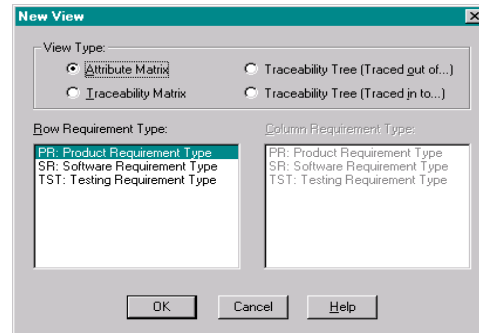 New View
View Type:
Attribute Matrix
Traceability Tree (Traced out of...)
Traceability Matrix
Traceability Tree (Traced in to...)
Row Requirement Type:
PR: Product Requirement Type
SR: Software Requirement Type
TST: Testing Requirement Type
Column Requirement Type:
PR: Product Requirement Type
SR: Software Requirement Type
TST: Testing Requirement Type
OK
Cancel
Help